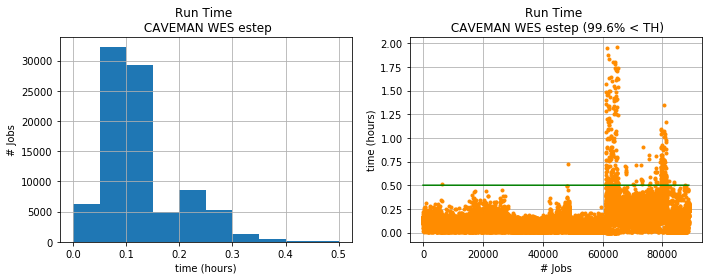 Run Time
CAVEMAN WES estep
# Jobs
30000
25000
20000
15000
10000
5000
0
0.0 0.1 0.2 0.3 0.4 0.5
time (hours)
Run Time
CAVEMAN WES estep (99.6% < TH)
time (hours)
2.00
1.75
1.50
1.25
1.00
0.75
0.50
0.25
0.00
0 20000 40000 60000 80000
# Jobs